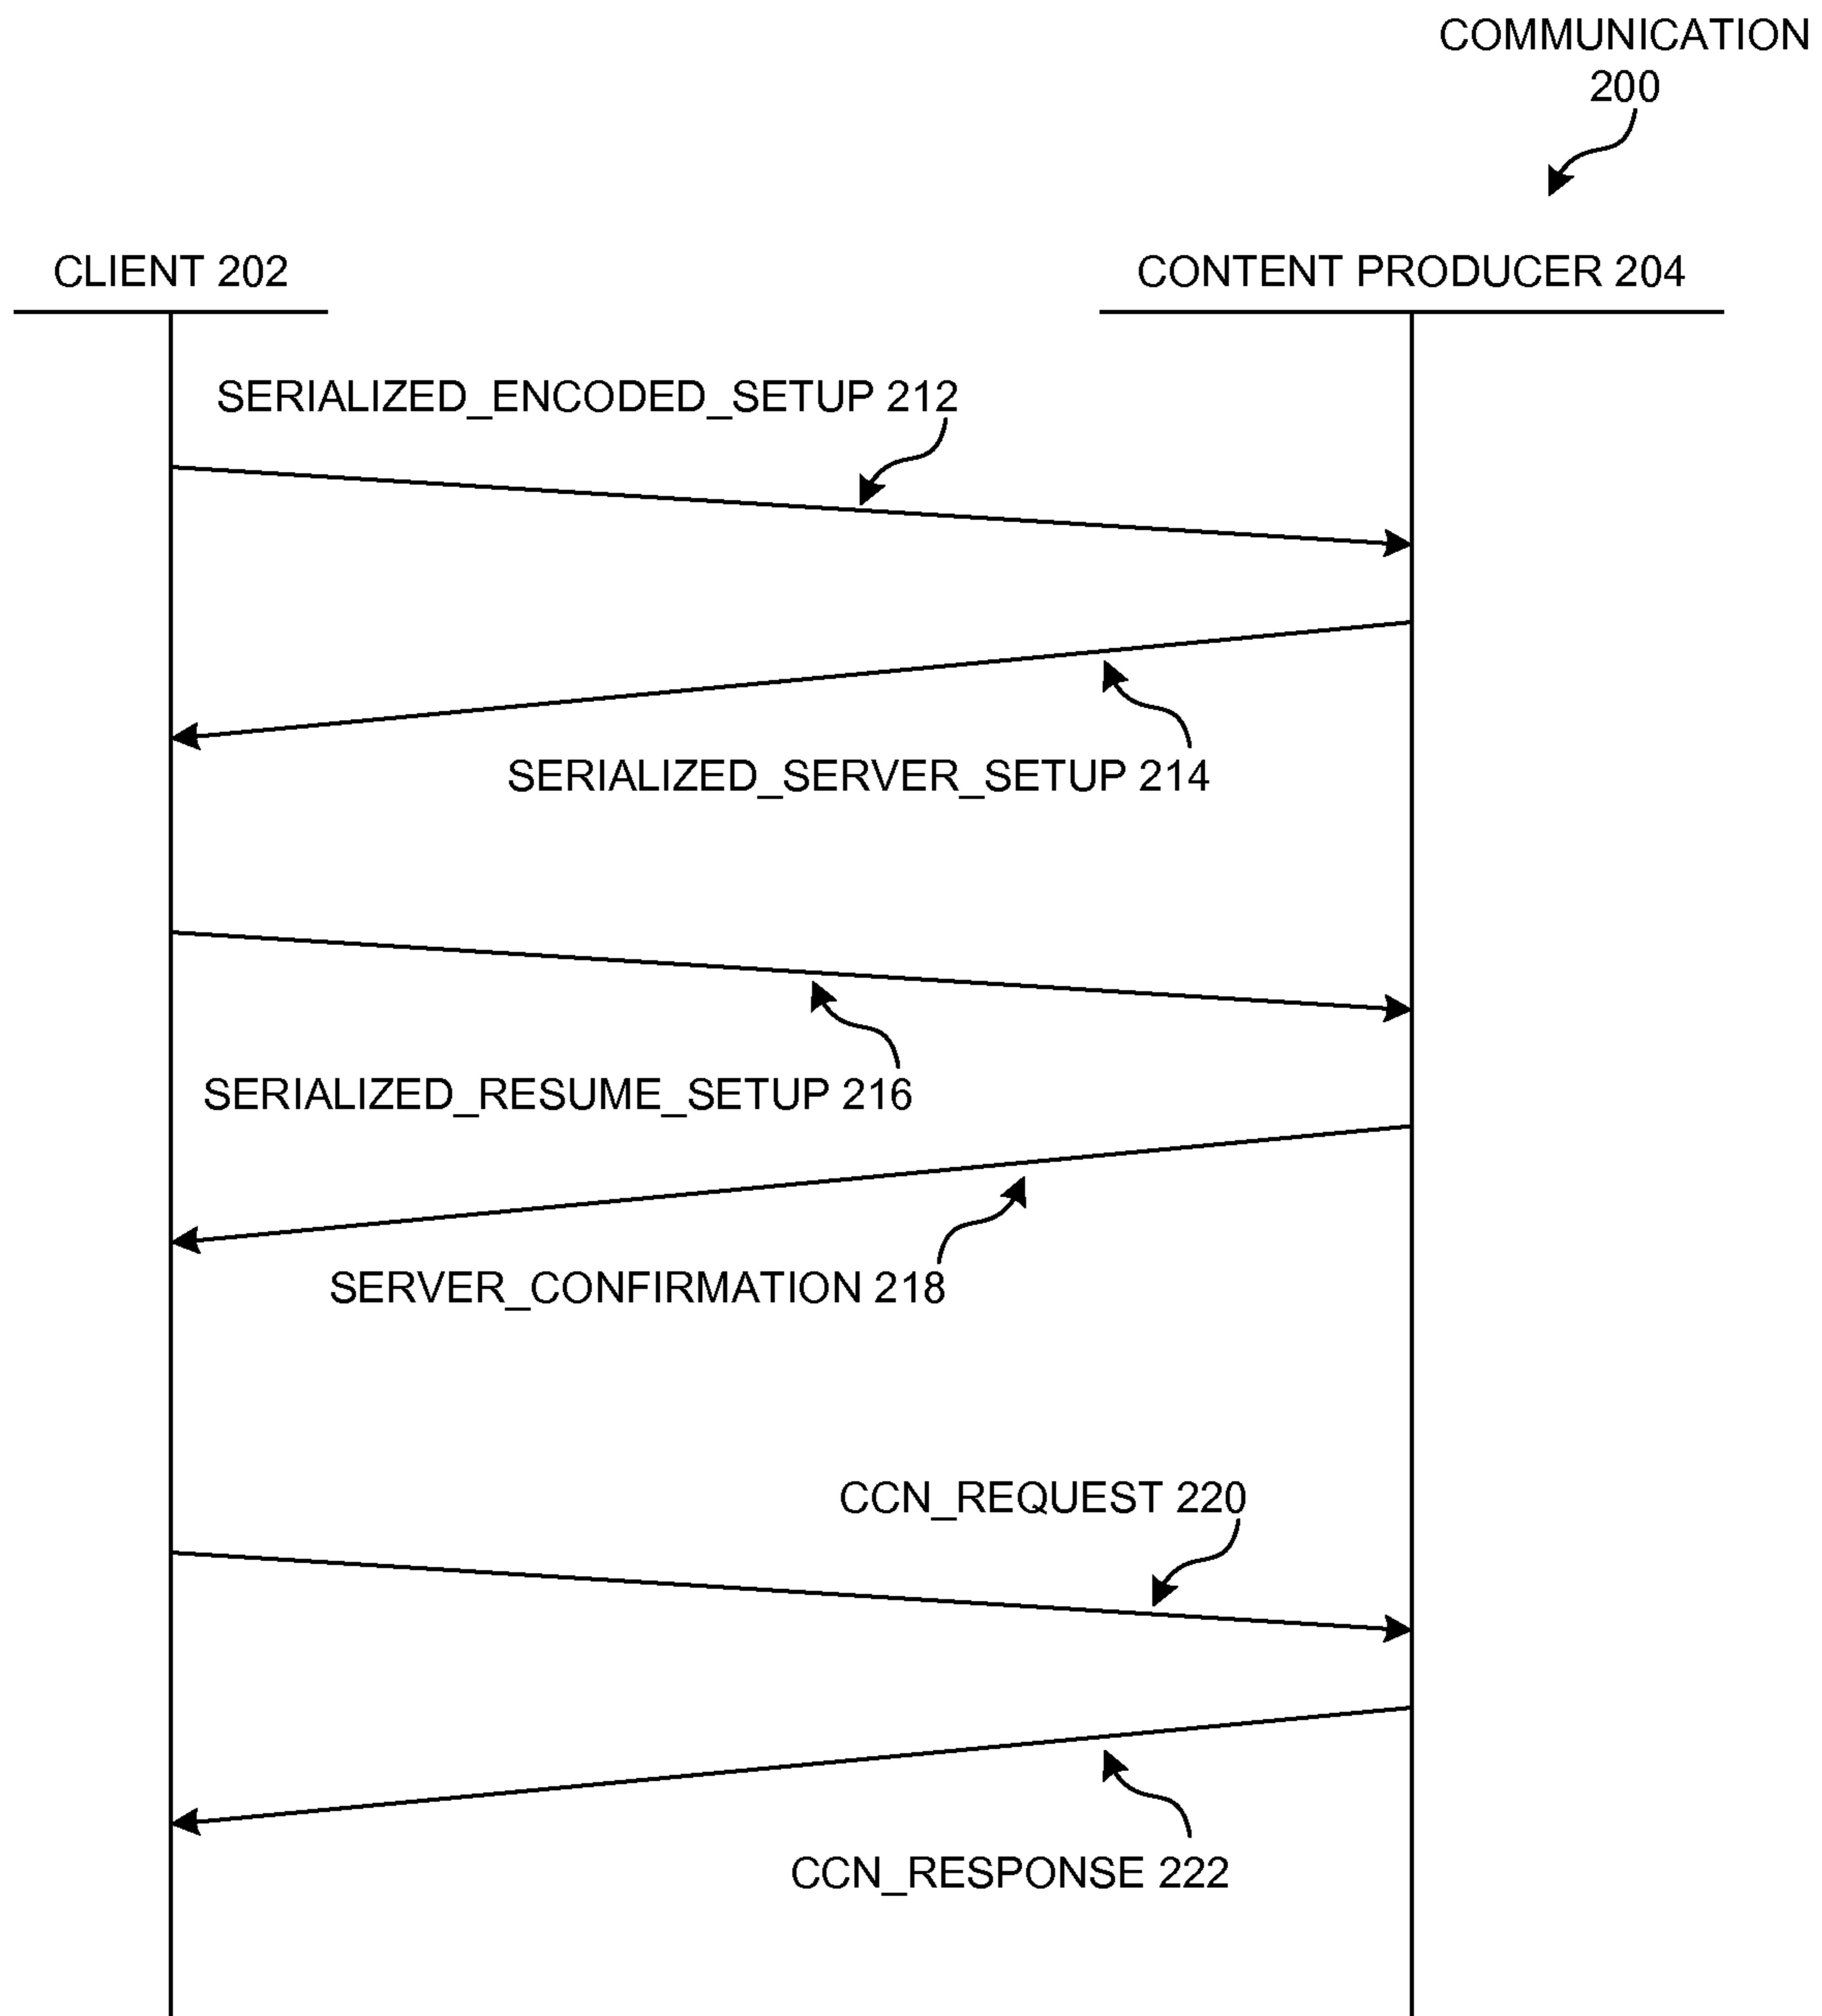 COMMUNICATION
200
CLIENT 202
CONTENT PRODUCER 204
SERIALIZED_ENCODED_SETUP 212
SERIALIZED_SERVER_SETUP 214
SERIALIZED_RESUME_SETUP 216
SERVER_CONFIRMATION 218
CCN_REQUEST 220
CCN_RESPONSE 222